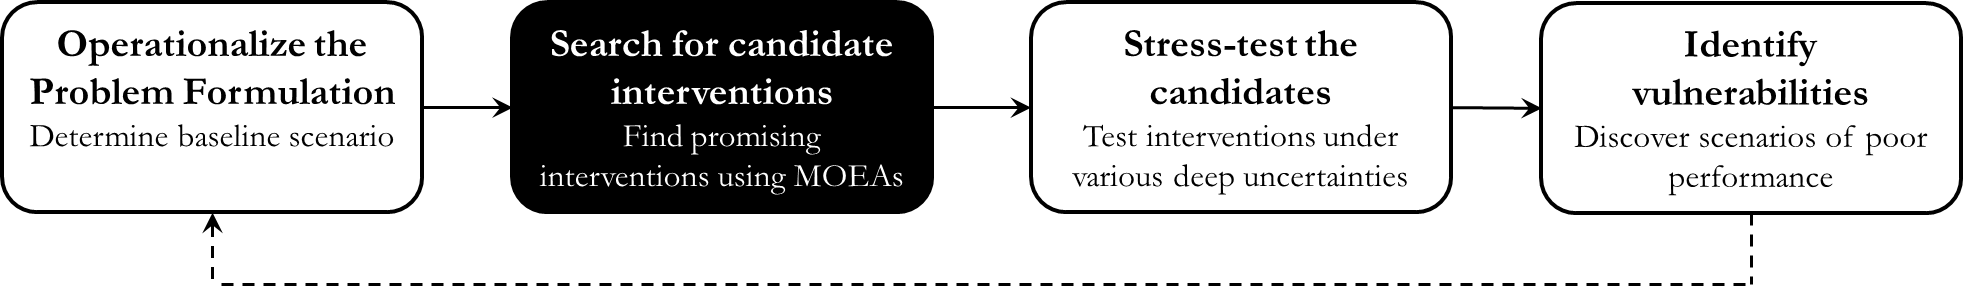 Operationalize the
Problem Formulation
Determine baseline scenario
Search for candidate
interventions
Find promising
interventions using MOEAs
Stress-test the
candidates
Test interventions under
various deep uncertainties
Identify
vulnerabilities
Discover scenarios of poor
performance